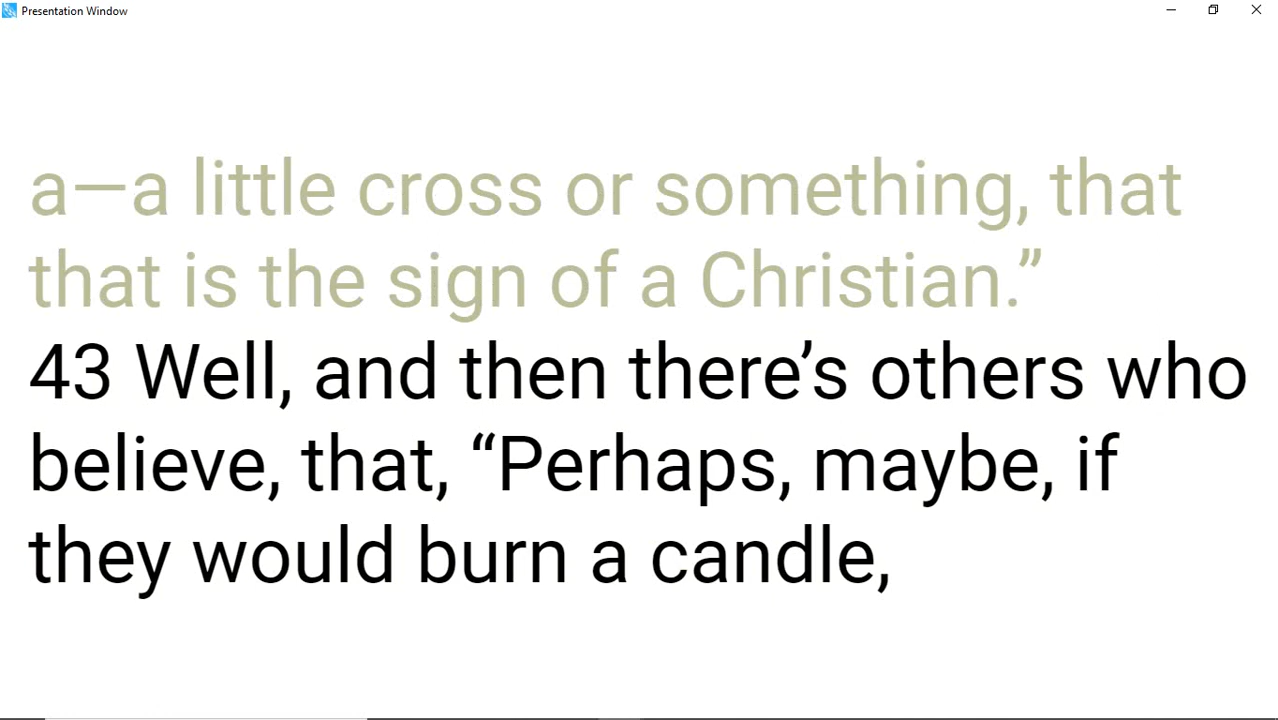 Presentation Window
a—a little cross or something, that
that is the sign of a Christian.”
43 Well, and then there’s others who
believe, that, “Perhaps, maybe, if
they would burn a candle,